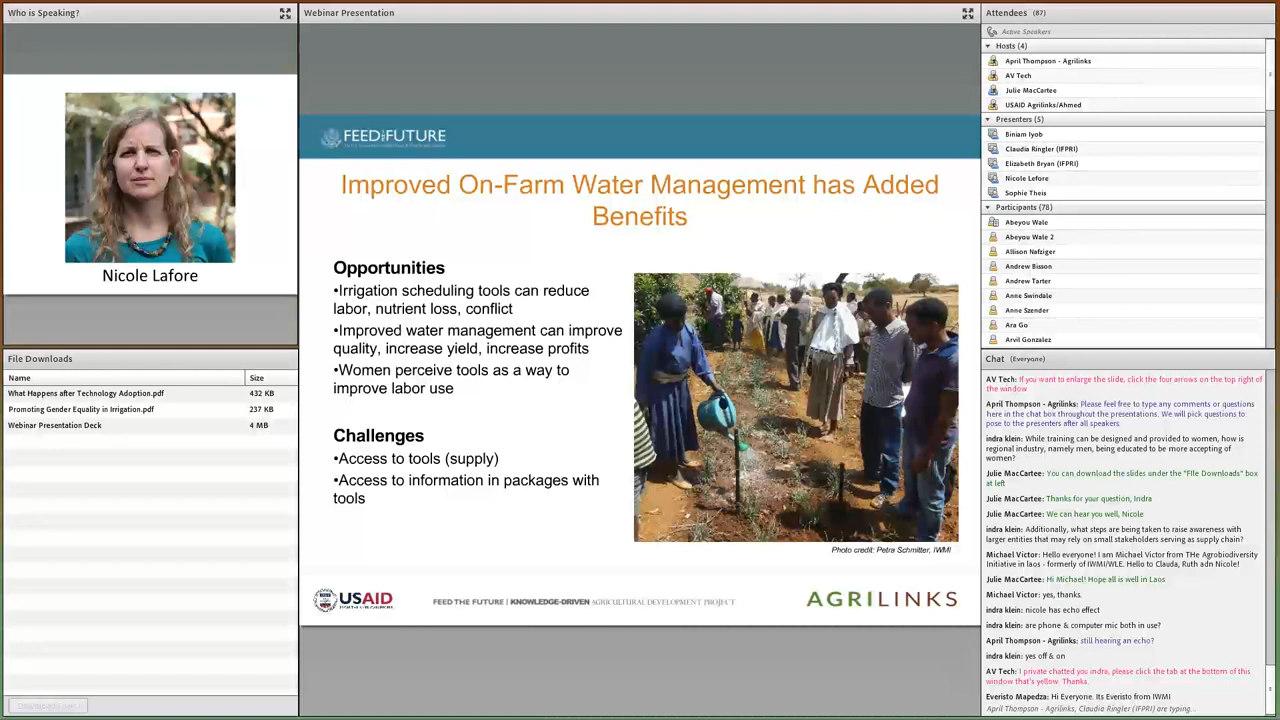 Who is Speaking?
Nicole Lafore
File Downloads
Name Size
What Happens after Technology Adoption.pdf 432 KB
Promoting Gender Equality in Irrigation.pdf 237 KB
Webinar Presentation Deck 4 MB
Webinar Presentation
FEED THE FUTURE
Improved On-Farm Water Management has Added
Benefits
Opportunities
•Irrigation scheduling tools can reduce
labor, nutrient loss, conflict
•Improved water management can improve
quality, increase yield, increase profits
•Women perceive tools as a way to
improve labor use
Challenges
•Access to tools (supply)
•Access to information in packages with
tools
Photo credit: Petra Schmitter, IWMI
USAID
FEED THE FUTURE | KNOWLEDGE-DRIVEN AGRICULTURAL DEVELOPMENT PROJECT
AGRILINKS
Attendees (87)
Active Speakers
Hosts (4)
April Thompson - Agrilinks
AV Tech
Julie MacCartee
USAID Agrilinks/Ahmed
Presenters (5)
Biniam Iyob
Claudia Ringler (IFPRI)
Elizabeth Bryan (IFPRI)
Nicole Lefore
Sophie Theis
Participants (78)
Abeyou Wale
Abeyou Wale 2
Allison Nafziger
Andrew Bisson
Andrew Tarter
Anne Swindale
Anne Szender
Ara Go
Arvil Gonzalez
Chat (Everyone)
AV Tech: If you want to enlarge the slide, click the four arrows on the top right of
the window
April Thompson - Agrilinks: Please feel free to type any comments or questions
here in the chat box throughout the presentations. We will pick questions to
pose to the presenters after all speakers.
indra klein: While training can be designed and provided to women, how is
regional industry, namely men, being educated to be more accepting of
women?
Julie MacCartee: You can download the slides under the "File Downloads" box
at left
Julie MacCartee: Thanks for your question, Indra
Julie MacCartee: We can hear you well, Nicole
indra klein: Additionally, what steps are being taken to raise awareness with
larger entities that may rely on small stakeholders serving as supply chain?
Michael Victor: Hello everyone! I am Michael Victor from THe Agrobiodiversity
Initiative in laos - formerly of IWMI/WLE. Hello to Clauda, Ruth adn Nicole!
Julie MacCartee: Hi Michael! Hope all is well in Laos
Michael Victor: yes, thanks.
indra klein: nicole has echo effect
indra klein: are phone & computer mic both in use?
April Thompson - Agrilinks: still hearing an echo?
indra klein: yes off & on
AV Tech: I private chatted you indra, please click the tab at the bottom of this
window that's yellow. Thanks.
Everisto Mapedza: Hi Everyone. Its Everisto from IWMI
April Thompson - Agrilinks, Claudia Ringler (IFPRI) are typing...